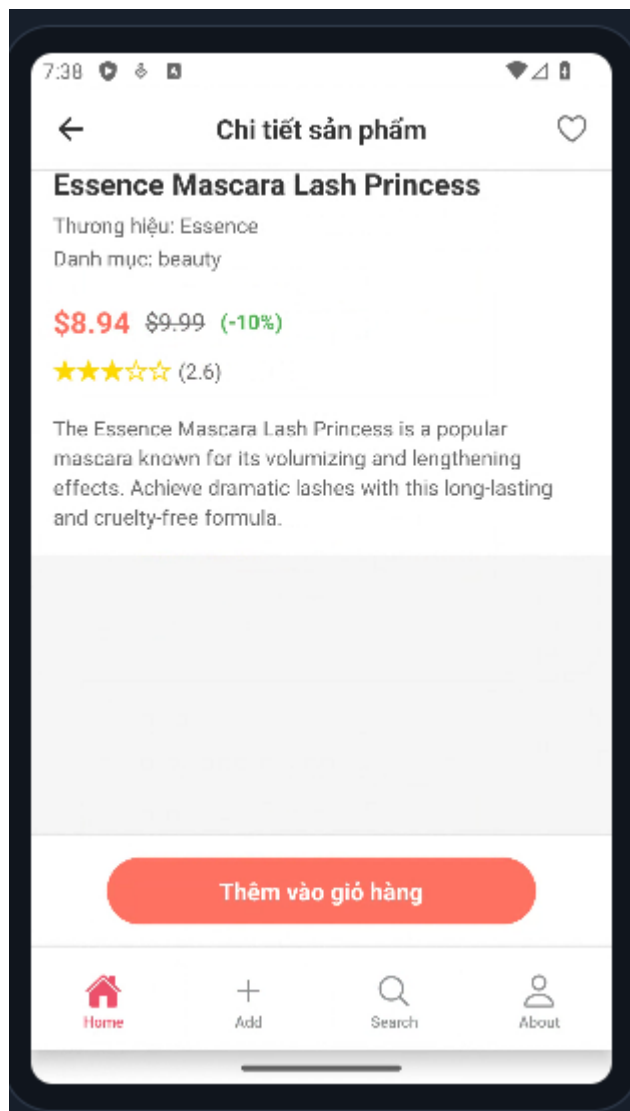 7:38
Chi tiết sản phẩm
Essence Mascara Lash Princess
Thương hiệu: Essence
Danh mục: beauty
$8.94 $9.99 (-10%)
★★★☆☆ (2.6)
The Essence Mascara Lash Princess is a popular
mascara known for its volumizing and lengthening
effects. Achieve dramatic lashes with this long-lasting
and cruelty-free formula.
Thêm vào giỏ hàng
Home Add Search About